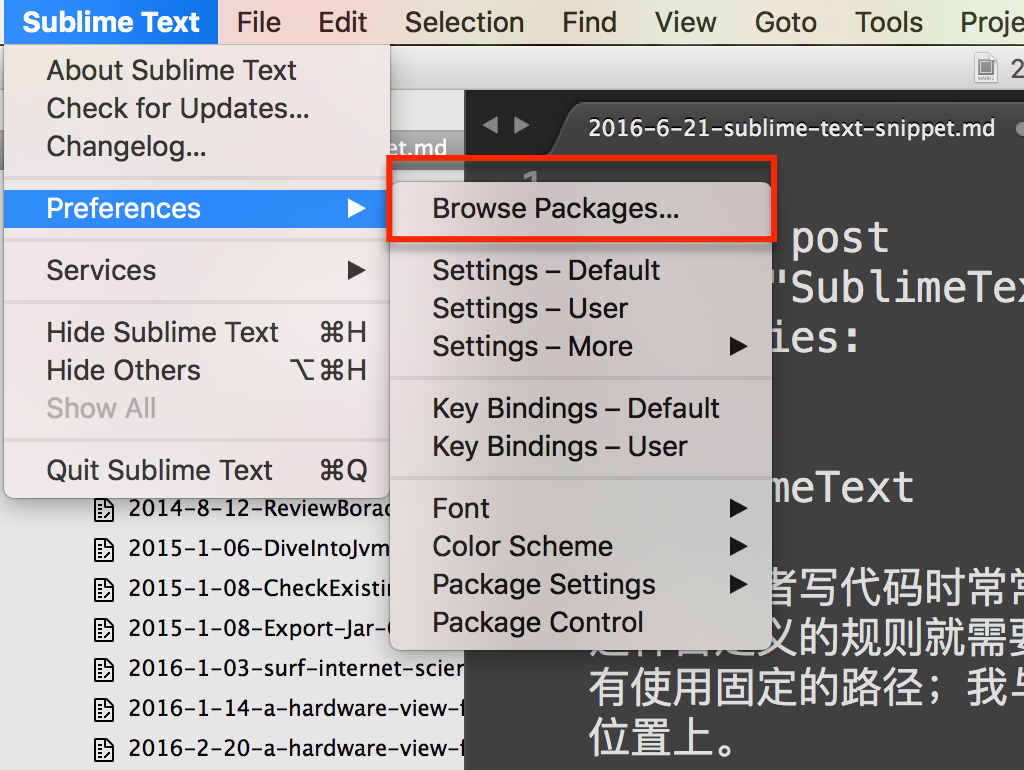 Sublime Text File Edit Selection Find View Goto Tools Proje
About Sublime Text
Check for Updates...
Changelog...
Preferences ▶
Services ▶
Hide Sublime Text ⌘H
Hide Others ⌥⌘H
Show All
Quit Sublime Text ⌘Q
Browse Packages...
Settings – Default
Settings – User
Settings – More ▶
Key Bindings – Default
Key Bindings – User
Font ▶
Color Scheme ▶
Package Settings ▶
Package Control
et.md
2014-8-12-ReviewBorad
2015-1-06-DiveIntoJvm
2015-1-08-CheckExistin
2015-1-08-Export-Jar-
2016-1-03-surf-internet-scien
2016-1-14-a-hardware-view-f
2016-2-20-a-hardware-view-f
2
2016-6-21-sublime-text-snippet.md
1
post
"SublimeTex
ies:
meText
者写代码时常常
义的规则就需要
有使用固定的路径；我与
位置上。